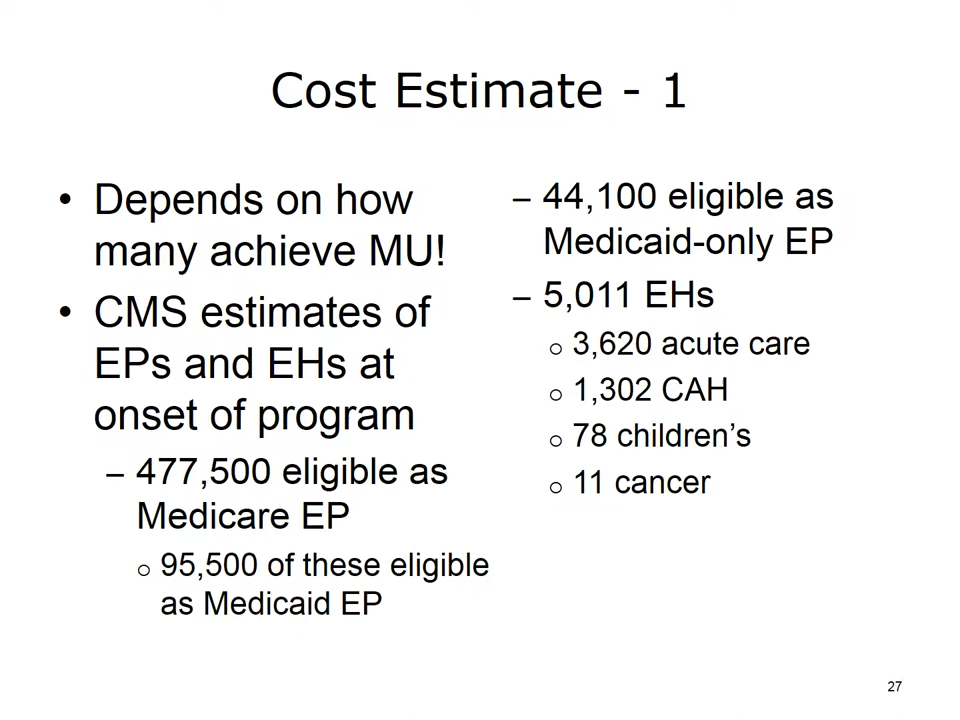 Cost Estimate - 1
• Depends on how
many achieve MU!
• CMS estimates of
EPs and EHs at
onset of program
– 477,500 eligible as
Medicare EP
o 95,500 of these eligible
as Medicaid EP
– 44,100 eligible as
Medicaid-only EP
– 5,011 EHs
o 3,620 acute care
o 1,302 CAH
o 78 children’s
o 11 cancer
27